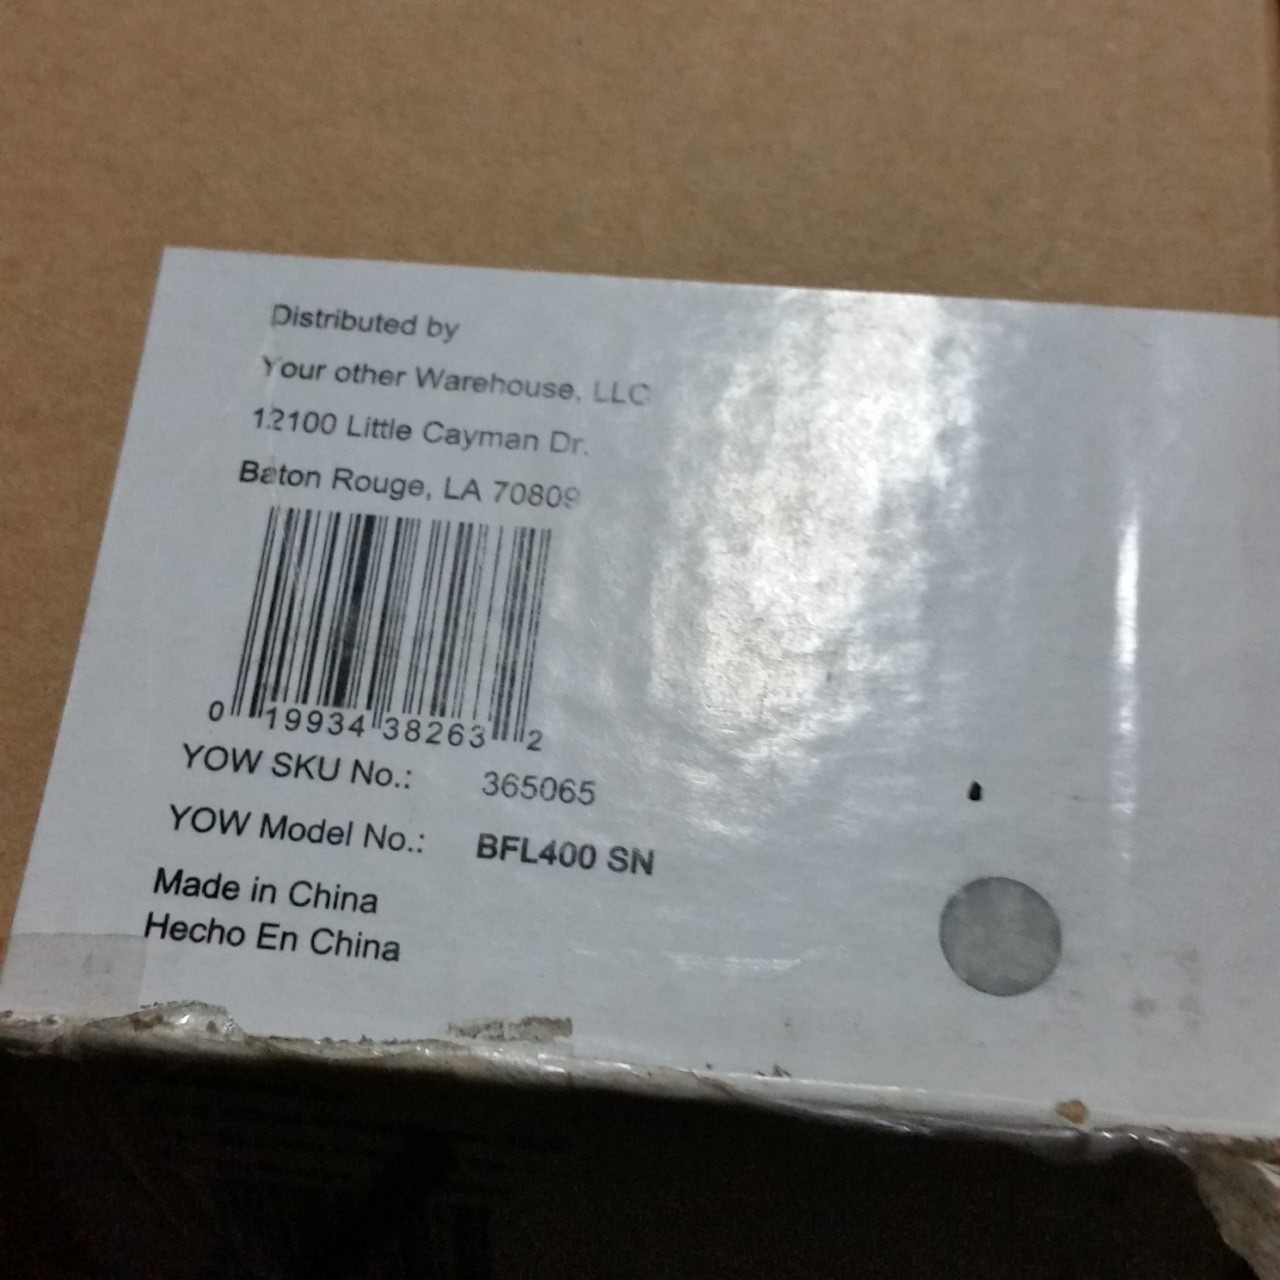 Distributed by
Your other Warehouse, LLC
12100 Little Cayman Dr.
Baton Rouge, LA 70809
0 19934 38263 2
YOW SKU No.: 365065
YOW Model No.: BFL400 SN
Made in China
Hecho En China